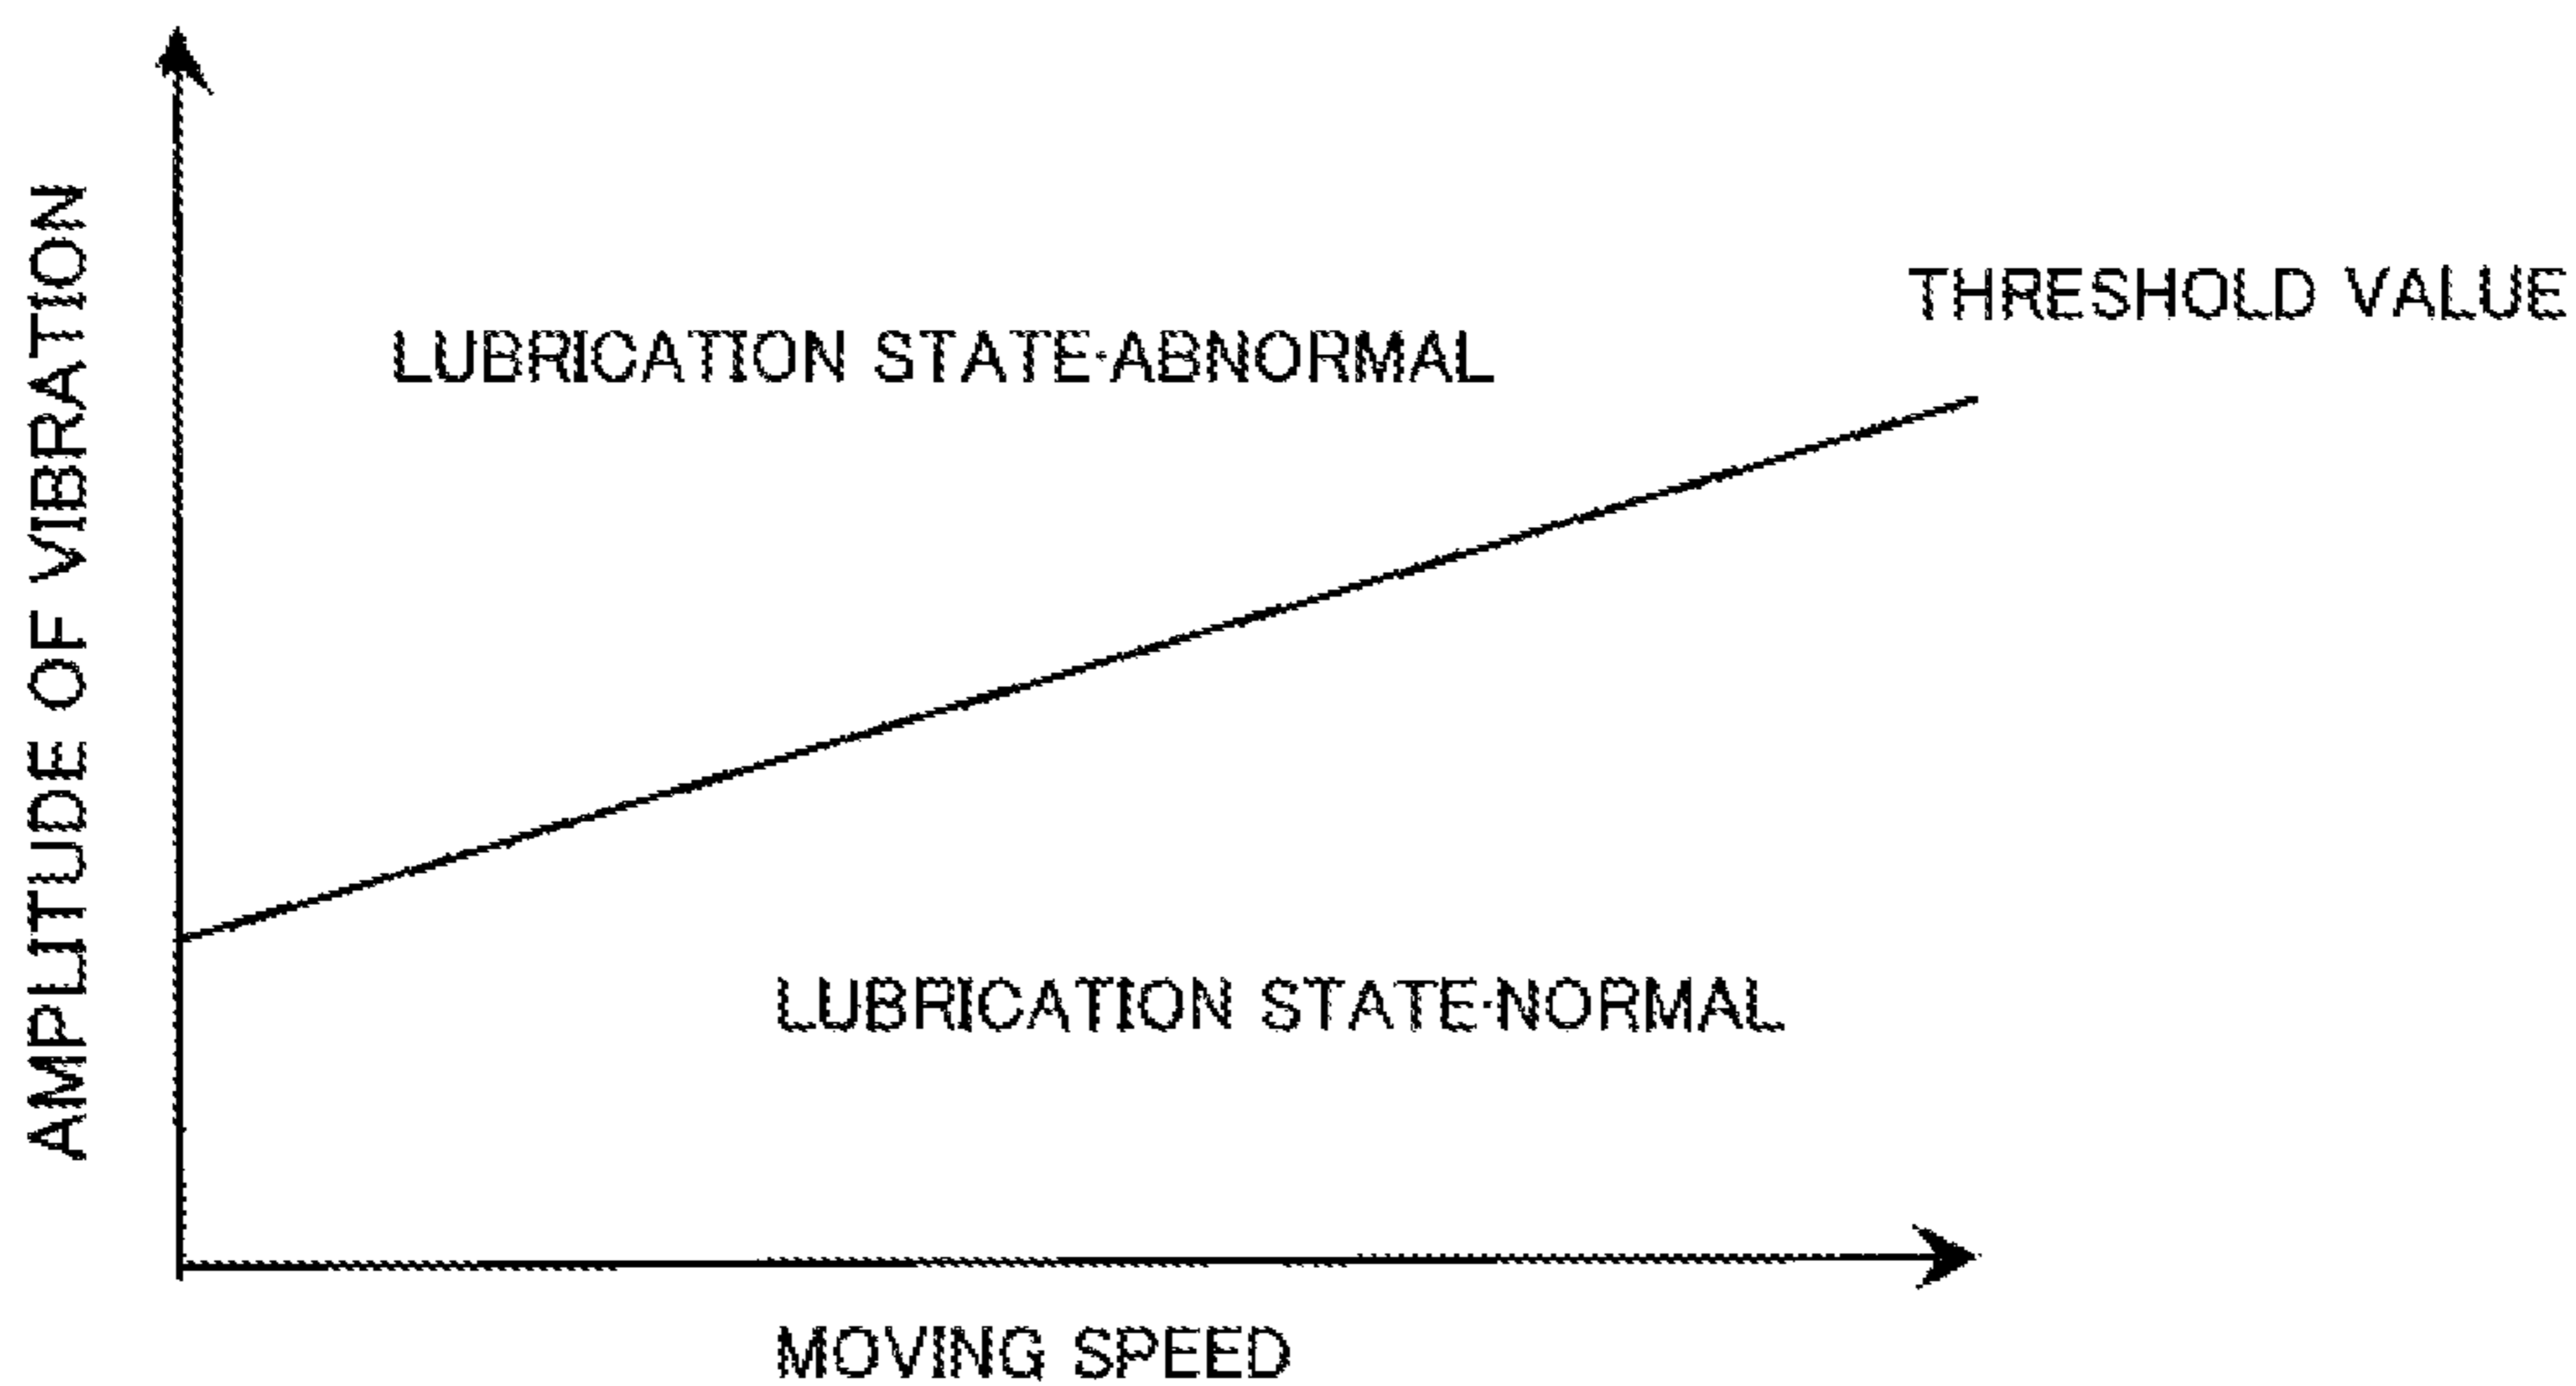 THRESHOLD VALUE
LUBRICATION STATE·ABNORMAL
AMPLITUDE OF VIBRATION
LUBRICATION STATE·NORMAL
MOVING SPEED